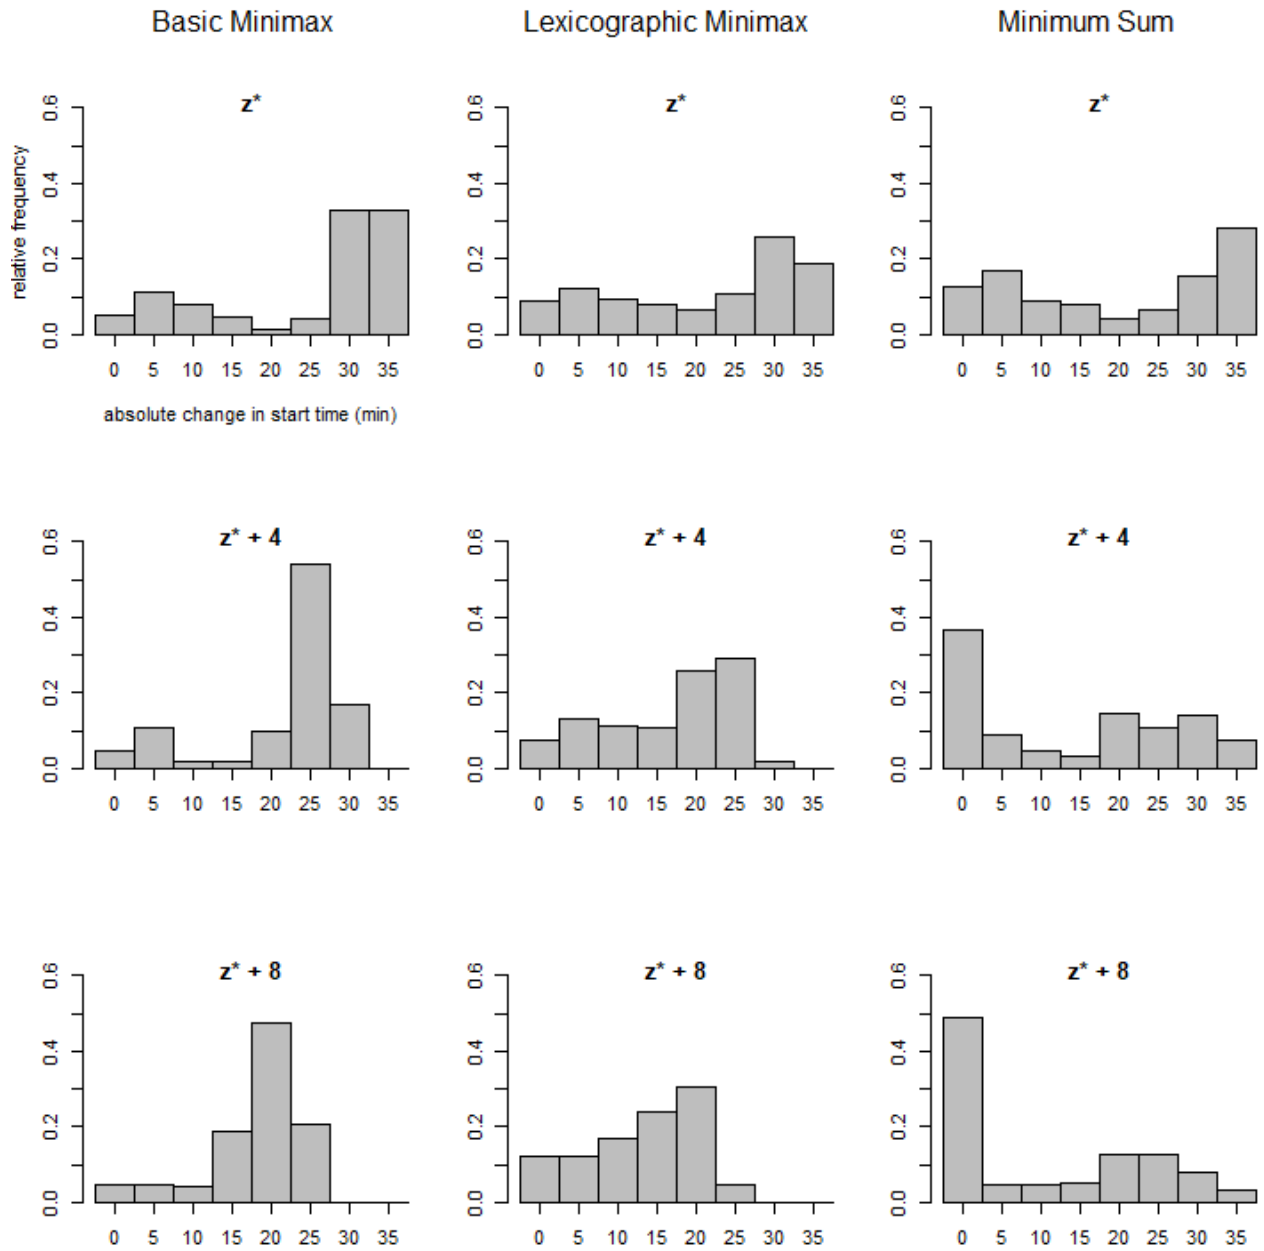 Basic Minimax Lexicographic Minimax Minimum Sum
z* z* z*
relative frequency
0.0 0.2 0.4 0.6
0.0 0.2 0.4 0.6
0.0 0.2 0.4 0.6
0 5 10 15 20 25 30 35
0 5 10 15 20 25 30 35
0 5 10 15 20 25 30 35
absolute change in start time (min)
z* + 4 z* + 4 z* + 4
0.0 0.2 0.4 0.6
0.0 0.2 0.4 0.6
0.0 0.2 0.4 0.6
0 5 10 15 20 25 30 35
0 5 10 15 20 25 30 35
0 5 10 15 20 25 30 35
z* + 8 z* + 8 z* + 8
0.0 0.2 0.4 0.6
0.0 0.2 0.4 0.6
0.0 0.2 0.4 0.6
0 5 10 15 20 25 30 35
0 5 10 15 20 25 30 35
0 5 10 15 20 25 30 35